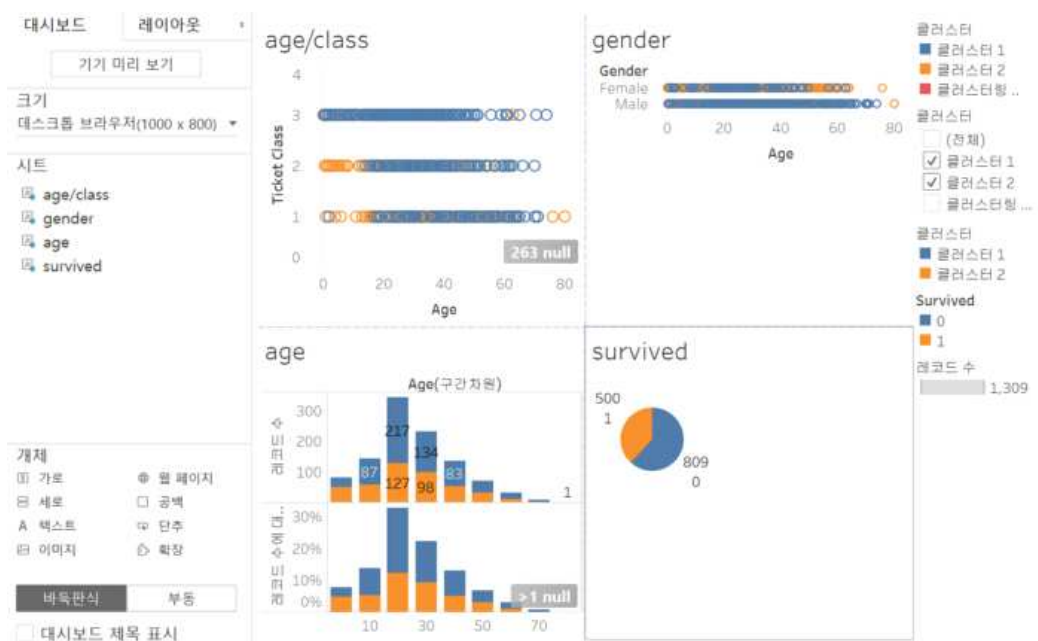 대시보드 레이아웃
기기 미리 보기
크기
데스크톱 브라우저(1000 x 800)
시트
age/class
gender
age
survived
개체
가로 웹 페이지
세로 공백
A 텍스트 단추
이미지 확장
바둑판식 부동
대시보드 제목 표시
age/class
4
3
2
1
0
Ticket Class
263 null
0 20 40 60 80
Age
gender
Gender
Female
Male
0 20 40 60 80
Age
age
Age(구간차원)
300
200
100
레코드 수
217
134
87
83
127
98
1
30%
20%
10%
0%
레코드 수에 대..
>1 null
10 30 50 70
survived
500
1
809
0
클러스터
클러스터 1
클러스터 2
클러스터링 ..
클러스터
(전체)
클러스터 1
클러스터 2
클러스터링 ...
클러스터
클러스터 1
클러스터 2
Survived
0
1
레코드 수
1,309